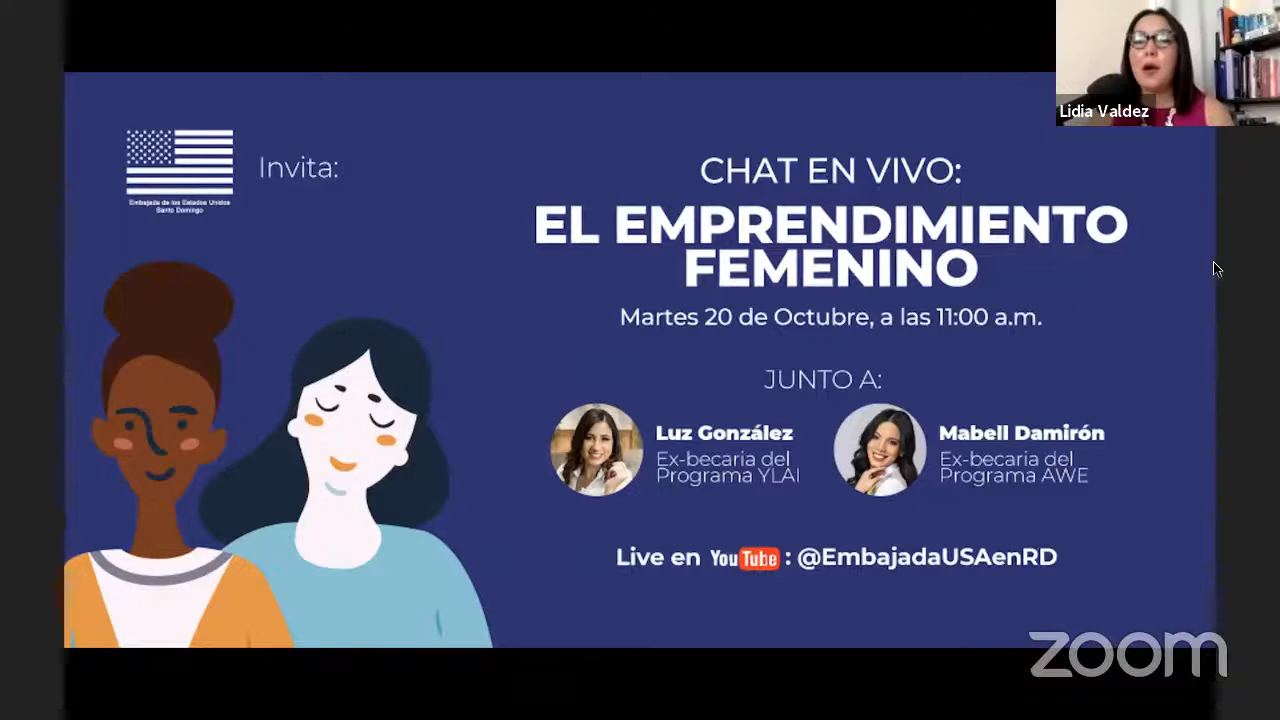 Lidia Valdez
Embajada de los Estados Unidos
Santo Domingo
Invita:
CHAT EN VIVO:
EL EMPRENDIMIENTO
FEMENINO
Martes 20 de Octubre, a las 11:00 a.m.
JUNTO A:
Luz González
Ex-becaria del
Programa YLAI
Mabell Damirón
Ex-becaria del
Programa AWE
Live en YouTube : @EmbajadaUSAenRD
zoom